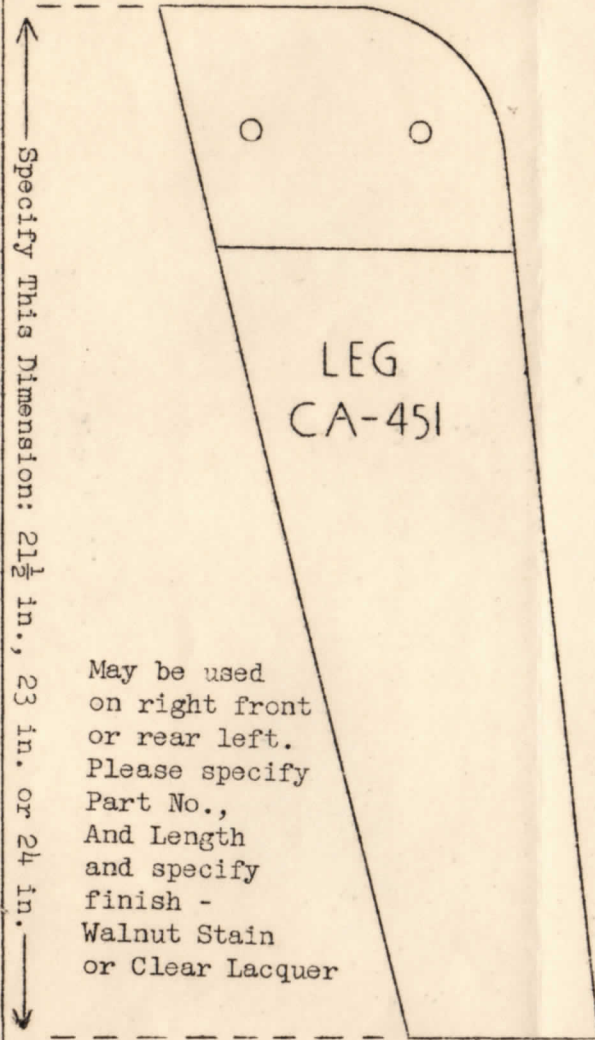 Specify This Dimension: 21½ in., 23 in. or 24 in.
LEG
CA-451
May be used
on right front
or rear left.
Please specify
Part No.,
And Length
and specify
finish -
Walnut Stain
or Clear Lacquer